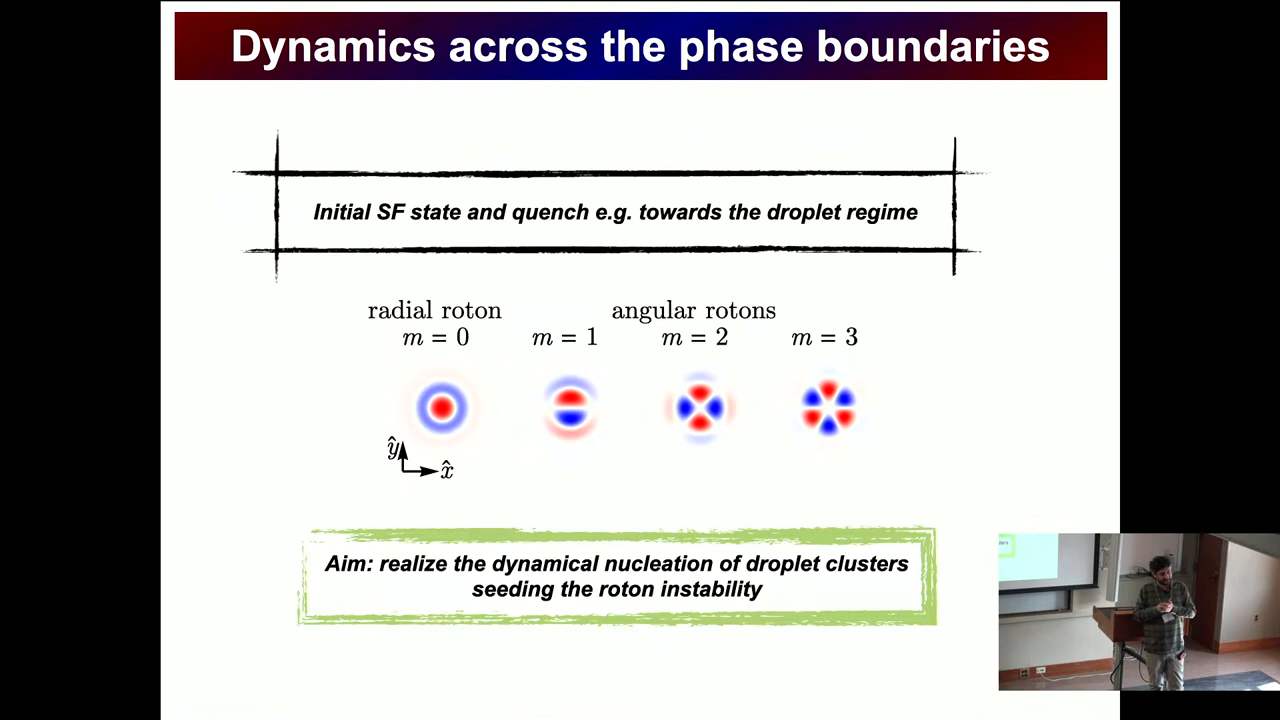 Dynamics across the phase boundaries
Initial SF state and quench e.g. towards the droplet regime
radial roton
angular rotons
m = 0
m = 1
m = 2
m = 3
ŷ
x̂
Aim: realize the dynamical nucleation of droplet clusters
seeding the roton instability